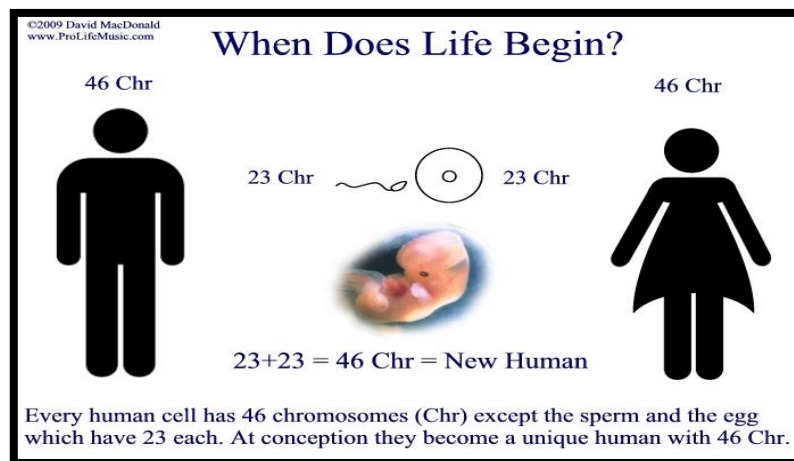 ©2009 David MacDonald
www.ProLifeMusic.com
When Does Life Begin?
46 Chr
46 Chr
23 Chr
23 Chr
23+23 = 46 Chr = New Human
Every human cell has 46 chromosomes (Chr) except the sperm and the egg
which have 23 each. At conception they become a unique human with 46 Chr.